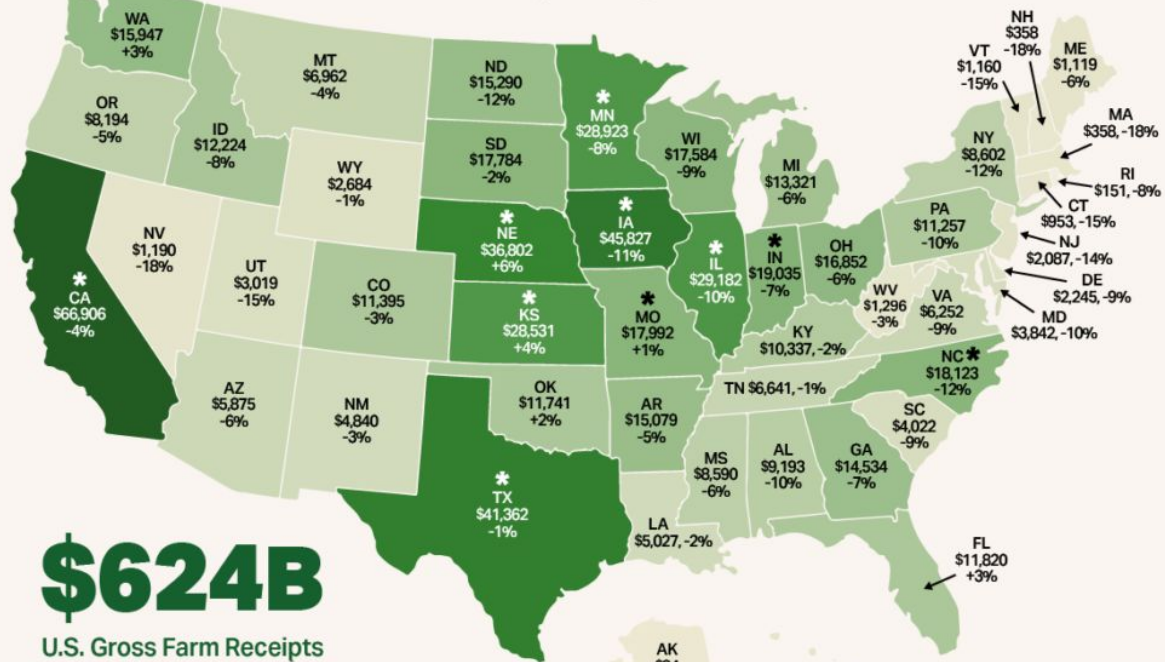 WA
$15,947
+3%
OR
$8,194
-5%
ID
$12,224
-8%
MT
$6,962
-4%
ND
$15,290
-12%
SD
$17,784
-2%
WY
$2,684
-1%
* CA
$66,906
-4%
NV
$1,190
-18%
UT
$3,019
-15%
CO
$11,395
-3%
AZ
$5,875
-6%
NM
$4,840
-3%
*
NE
$36,802
+6%
*
KS
$28,531
+4%
OK
$11,741
+2%
*
TX
$41,362
-1%
*
MN
$28,923
-8%
*
IA
$45,827
-11%
*
MO
$17,992
+1%
AR
$15,079
-5%
LA
$5,027, -2%
WI
$17,584
-9%
*
IL
$29,182
-10%
MI
$13,321
-6%
*
IN
$19,035
-7%
OH
$16,852
-6%
KY
$10,337, -2%
TN $6,641, -1%
MS
$8,590
-6%
AL
$9,193
-10%
GA
$14,534
-7%
FL
$11,820
+3%
SC
$4,022
-9%
NC*
$18,123
-12%
VA
$6,252
-9%
WV
$1,296
-3%
PA
$11,257
-10%
NY
$8,602
-12%
VT
$1,160
-15%
NH
$358
-18%
ME
$1,119
-6%
MA
$358, -18%
RI
$151, -8%
CT
$953, -15%
NJ
$2,087, -14%
DE
$2,245, -9%
MD
$3,842, -10%
$624B
U.S. Gross Farm Receipts
AK